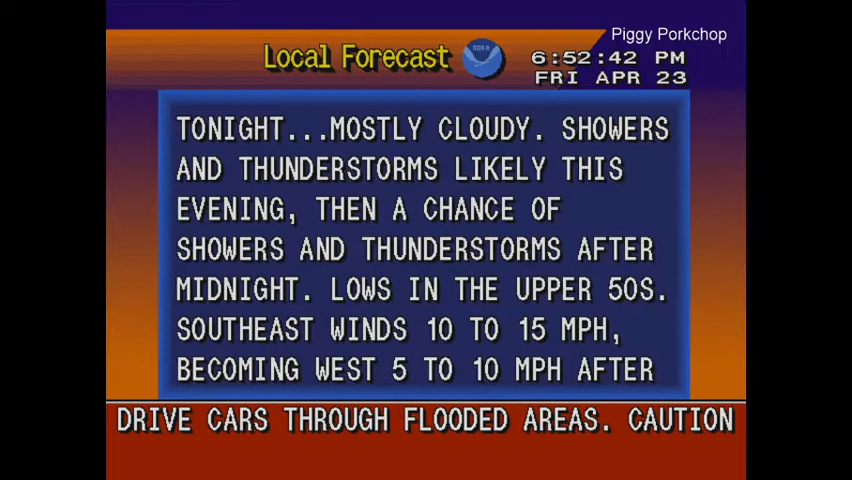 Piggy Porkchop
Local Forecast
NOAA
6:52:42 PM
FRI APR 23
TONIGHT...MOSTLY CLOUDY. SHOWERS
AND THUNDERSTORMS LIKELY THIS
EVENING, THEN A CHANCE OF
SHOWERS AND THUNDERSTORMS AFTER
MIDNIGHT. LOWS IN THE UPPER 50S.
SOUTHEAST WINDS 10 TO 15 MPH,
BECOMING WEST 5 TO 10 MPH AFTER
DRIVE CARS THROUGH FLOODED AREAS. CAUTION